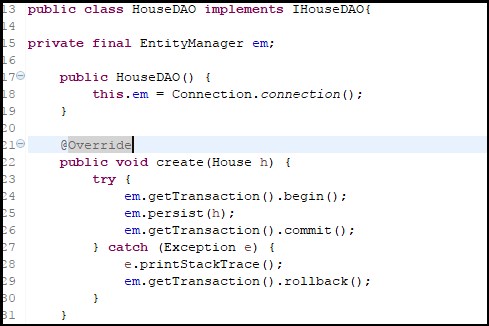 13 public class HouseDAO implements IHouseDAO{
14
15 private final EntityManager em;
16
17 public HouseDAO() {
18 this.em = Connection.connection();
19 }
20
21 @Override
22 public void create(House h) {
23 try {
24 em.getTransaction().begin();
25 em.persist(h);
26 em.getTransaction().commit();
27 } catch (Exception e) {
28 e.printStackTrace();
29 em.getTransaction().rollback();
30 }
31 }